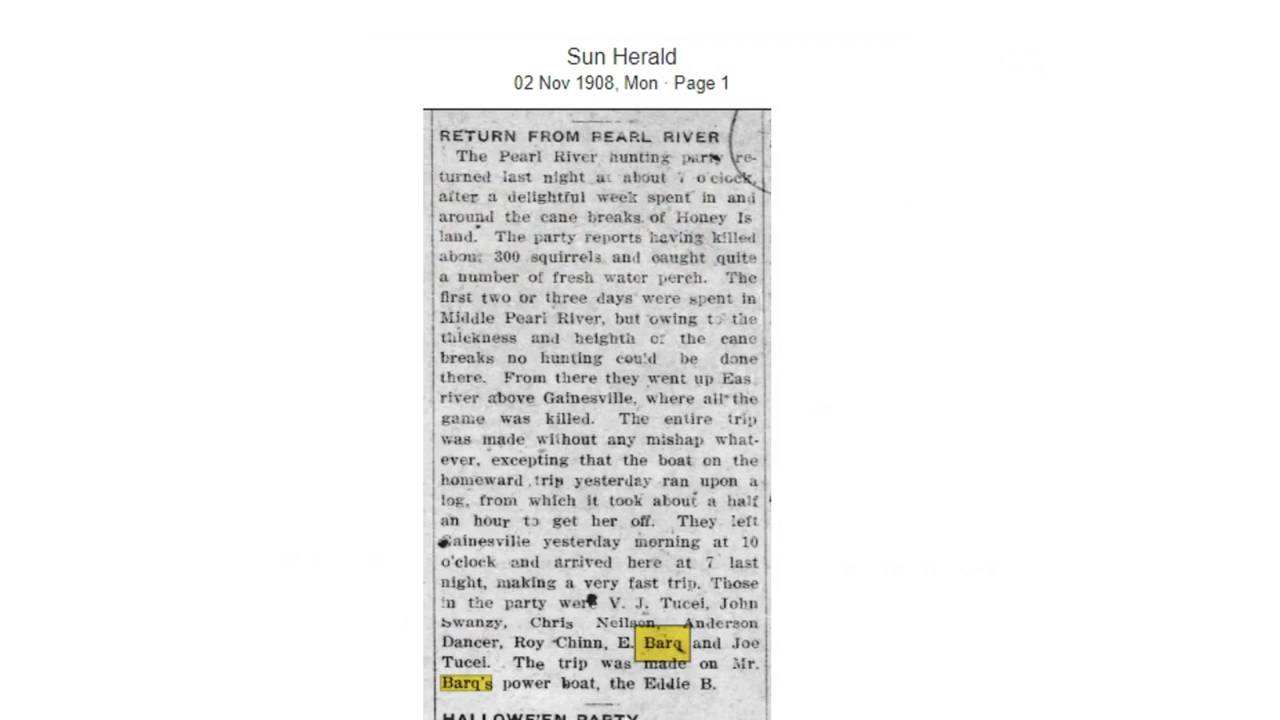 Sun Herald
02 Nov 1908, Mon · Page 1
RETURN FROM PEARL RIVER
The Pearl River hunting party re-
turned last night at about 7 o'clock,
after a delightful week spent in and
around the cane breaks of Honey Is
land. The party reports having killed
about 300 squirrels and caught quite
a number of fresh water perch. The
first two or three days were spent in
Middle Pearl River, but owing to the
thickness and heighth of the cane
breaks no hunting could be done
there. From there they went up Eas
river above Gainesville, where all the
game was killed. The entire trip
was made without any mishap what-
ever, excepting that the boat on the
homeward trip yesterday ran upon a
log, from which it took about a half
an hour to get her off. They left
Gainesville yesterday morning at 10
o'clock and arrived here at 7 last
night, making a very fast trip. Those
in the party were V. J. Tucei, John
Swanzy, Chris Neilson, Anderson
Dancer, Roy Chinn, E. Barq and Joe
Tucei. The trip was made on Mr.
Barq's power boat, the Eddie B.
HALLOWE'EN PARTY